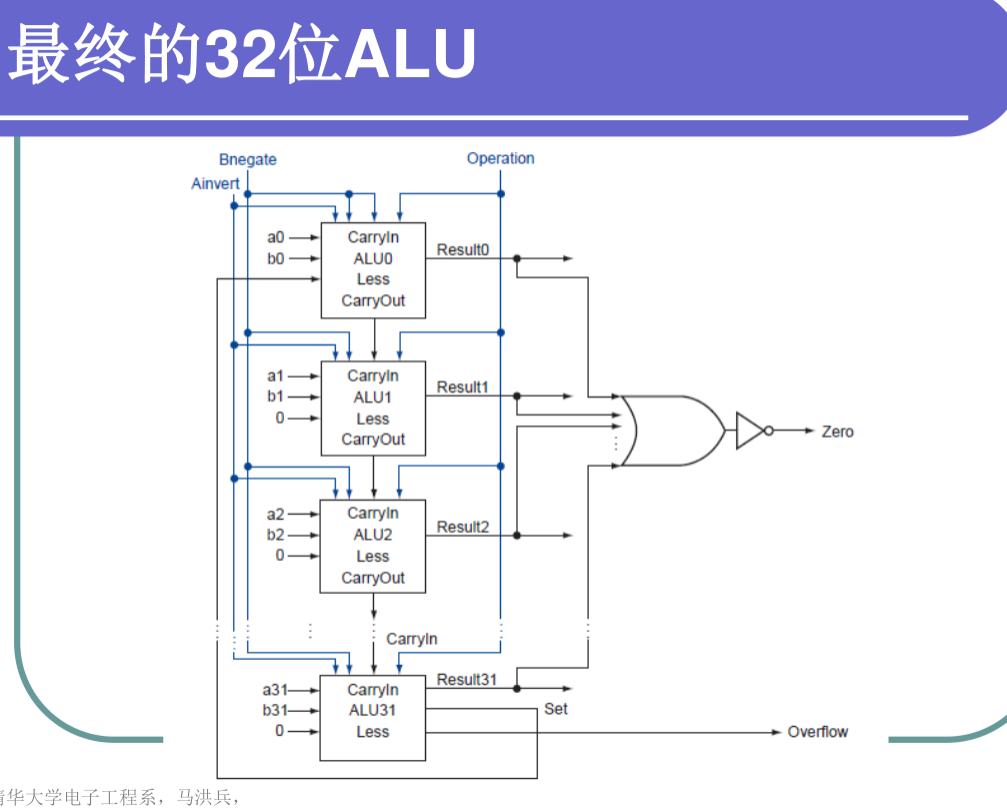 最终的32位ALU
Bnegate
Operation
Ainvert
a0
b0
CarryIn
ALU0
Less
CarryOut
Result0
a1
b1
0
CarryIn
ALU1
Less
CarryOut
Result1
Zero
a2
b2
0
CarryIn
ALU2
Less
CarryOut
Result2
CarryIn
a31
b31
0
CarryIn
ALU31
Less
Result31
Set
Overflow
清华大学电子工程系，马洪兵，